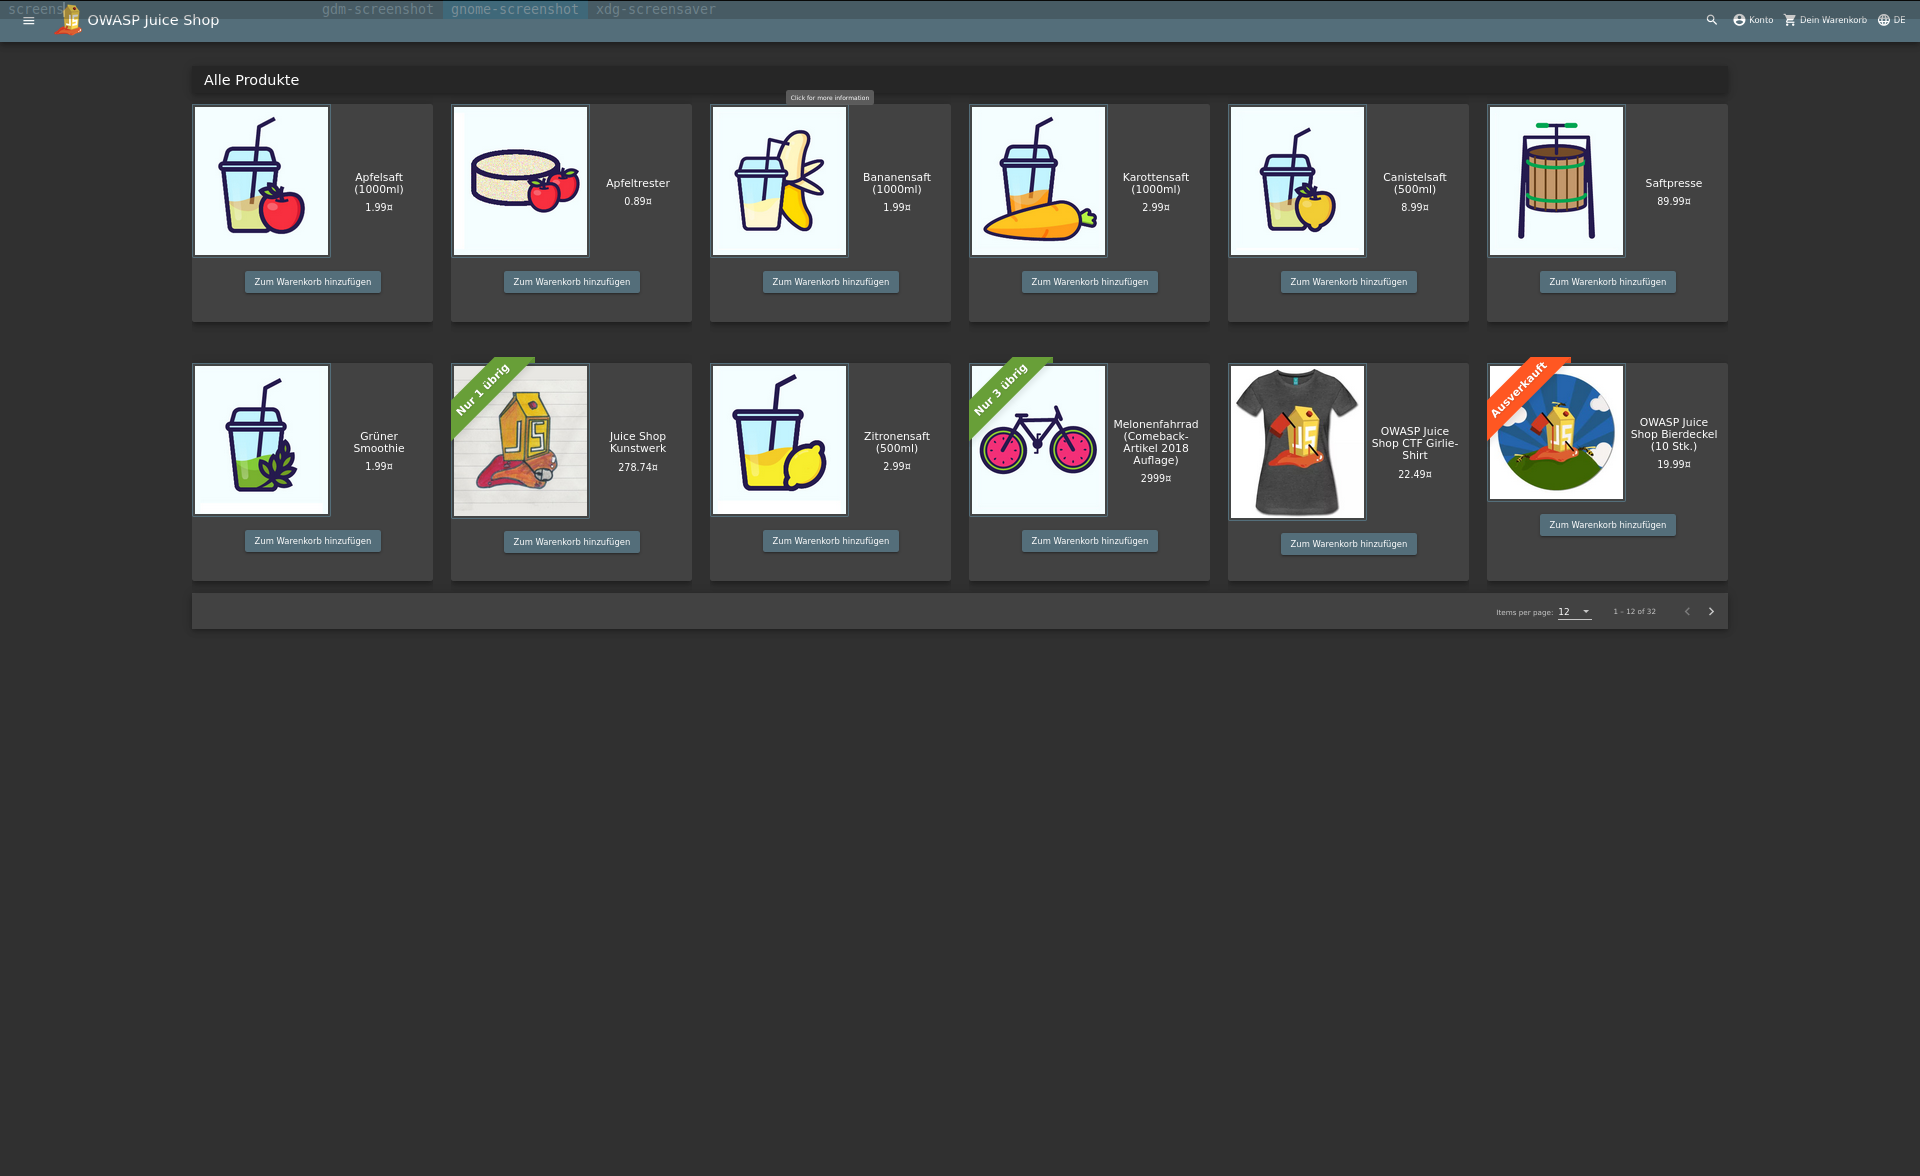 screens gdm-screenshot gnome-screenshot xdg-screensaver
OWASP Juice Shop
Konto
Dein Warenkorb
DE
Alle Produkte
Click for more information
Apfelsaft
(1000ml)
1.99¤
Zum Warenkorb hinzufügen
Apfeltrester
0.89¤
Zum Warenkorb hinzufügen
Bananensaft
(1000ml)
1.99¤
Zum Warenkorb hinzufügen
Karottensaft
(1000ml)
2.99¤
Zum Warenkorb hinzufügen
Canistelsaft
(500ml)
8.99¤
Zum Warenkorb hinzufügen
Saftpresse
89.99¤
Zum Warenkorb hinzufügen
Grüner
Smoothie
1.99¤
Zum Warenkorb hinzufügen
Nur 1 übrig
JS
Juice Shop
Kunstwerk
278.74¤
Zum Warenkorb hinzufügen
Zitronensaft
(500ml)
2.99¤
Zum Warenkorb hinzufügen
Nur 3 übrig
Melonenfahrrad
(Comeback-
Artikel 2018
Auflage)
2999¤
Zum Warenkorb hinzufügen
JS
OWASP Juice
Shop CTF Girlie-
Shirt
22.49¤
Zum Warenkorb hinzufügen
Ausverkauft
JS
OWASP Juice
Shop Bierdeckel
(10 Stk.)
19.99¤
Zum Warenkorb hinzufügen
Items per page: 12
1 – 12 of 32